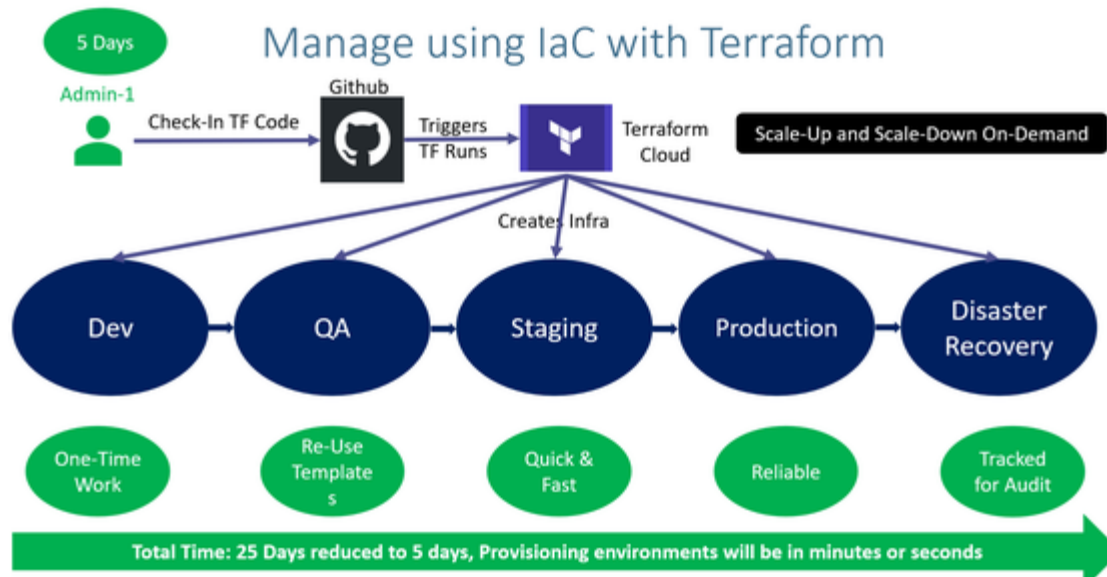 5 Days
Manage using IaC with Terraform
Admin-1
Check-In TF Code
Github
Triggers
TF Runs
Terraform
Cloud
Scale-Up and Scale-Down On-Demand
Creates Infra
Dev
QA
Staging
Production
Disaster
Recovery
One-Time
Work
Re-Use
Template
s
Quick &
Fast
Reliable
Tracked
for Audit
Total Time: 25 Days reduced to 5 days, Provisioning environments will be in minutes or seconds